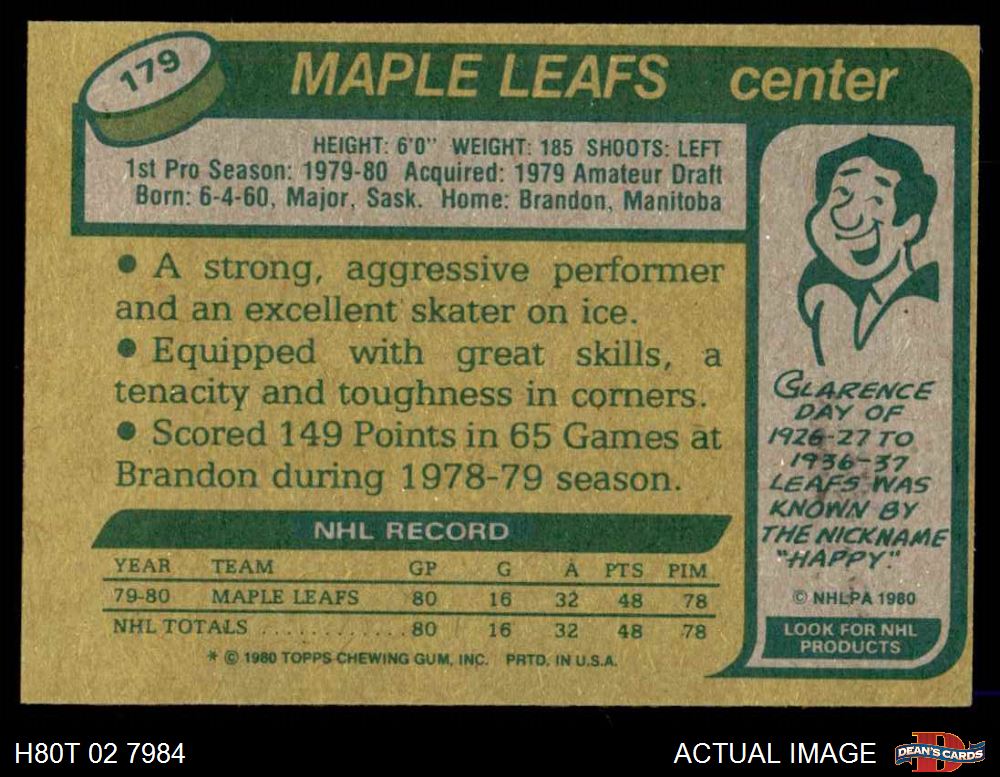 179
MAPLE LEAFS center
HEIGHT: 6'0" WEIGHT: 185 SHOOTS: LEFT
1st Pro Season: 1979-80 Acquired: 1979 Amateur Draft
Born: 6-4-60, Major, Sask. Home: Brandon, Manitoba
• A strong, aggressive performer
and an excellent skater on ice.
• Equipped with great skills, a
tenacity and toughness in corners.
• Scored 149 Points in 65 Games at
Brandon during 1978-79 season.
NHL RECORD
YEAR TEAM GP G A PTS PIM
79-80 MAPLE LEAFS 80 16 32 48 78
NHL TOTALS .......... 80 16 32 48 78
* © 1980 TOPPS CHEWING GUM, INC. PRTD. IN U.S.A.
CLARENCE
DAY OF
1926-27 TO
1936-37
LEAFS WAS
KNOWN BY
THE NICKNAME
"HAPPY."
© NHLPA 1980
LOOK FOR NHL
PRODUCTS
H80T 02 7984
ACTUAL IMAGE
D
DEAN'S CARDS